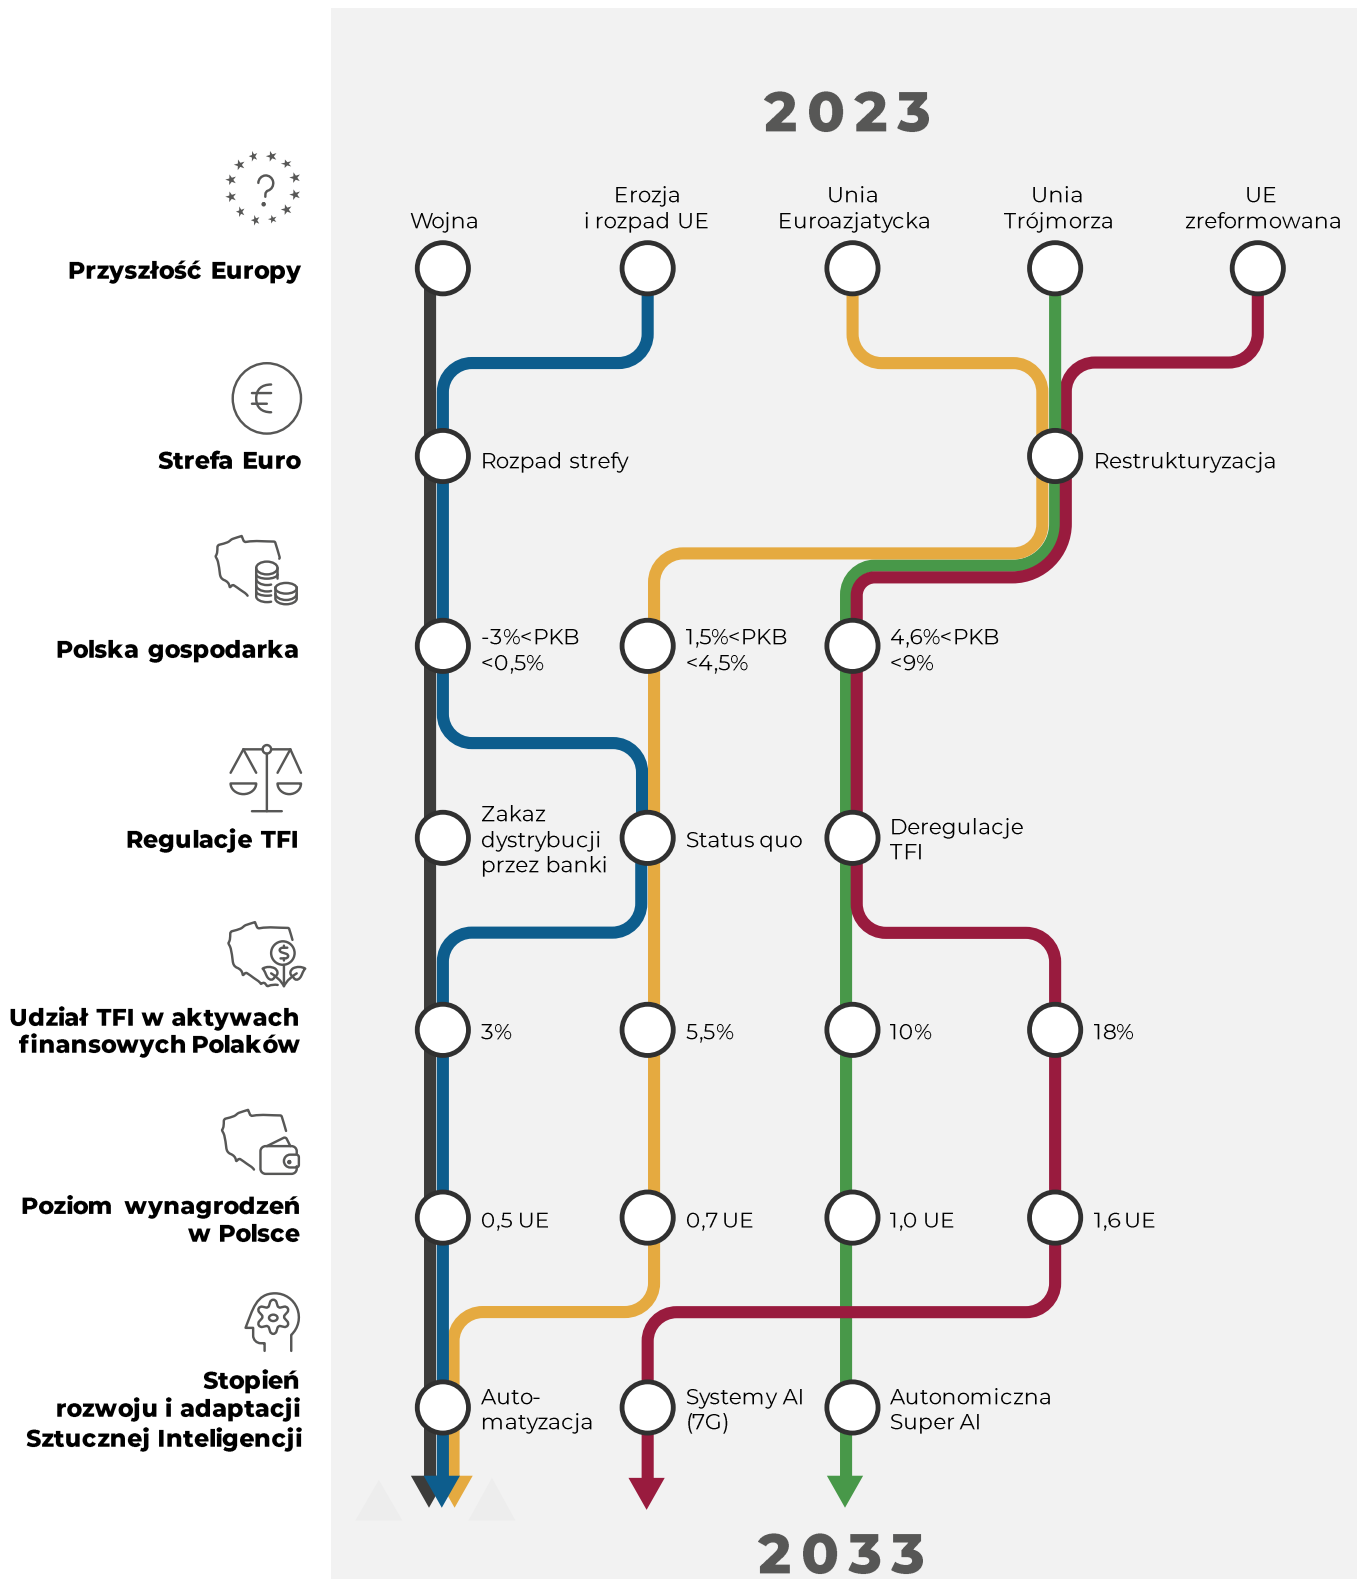 2023
Wojna
Erozja
i rozpad UE
Unia
Euroazjatycka
Unia
Trójmorza
UE
zreformowana
?
Przyszłość Europy
€
Strefa Euro
Rozpad strefy
Restrukturyzacja
Polska gospodarka
-3%<PKB
<0,5%
1,5%<PKB
<4,5%
4,6%<PKB
<9%
Regulacje TFI
Zakaz
dystrybucji
przez banki
Status quo
Deregulacje
TFI
$
Udział TFI w aktywach
finansowych Polaków
3%
5,5%
10%
18%
Poziom wynagrodzeń
w Polsce
0,5 UE
0,7 UE
1,0 UE
1,6 UE
Stopień
rozwoju i adaptacji
Sztucznej Inteligencji
Auto-
matyzacja
Systemy AI
(7G)
Autonomiczna
Super AI
2033